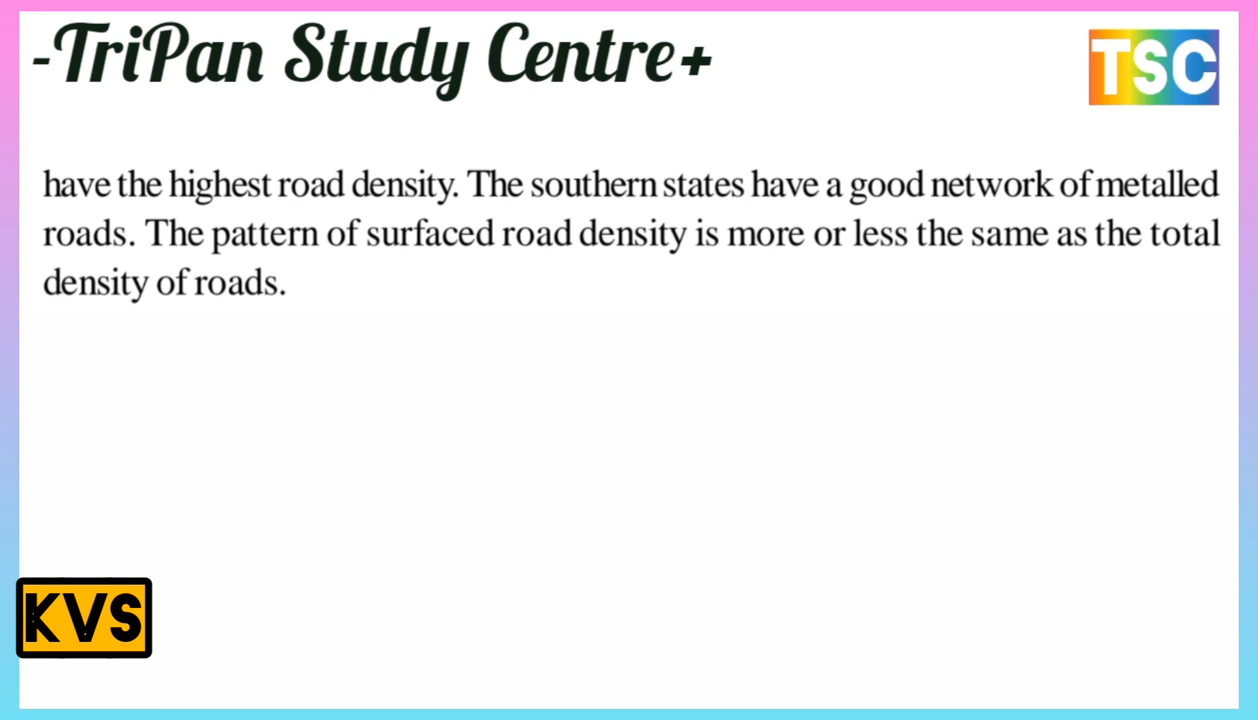 -TriPan Study Centre+
TSC
have the highest road density. The southern states have a good network of metalled
roads. The pattern of surfaced road density is more or less the same as the total
density of roads.
KVS